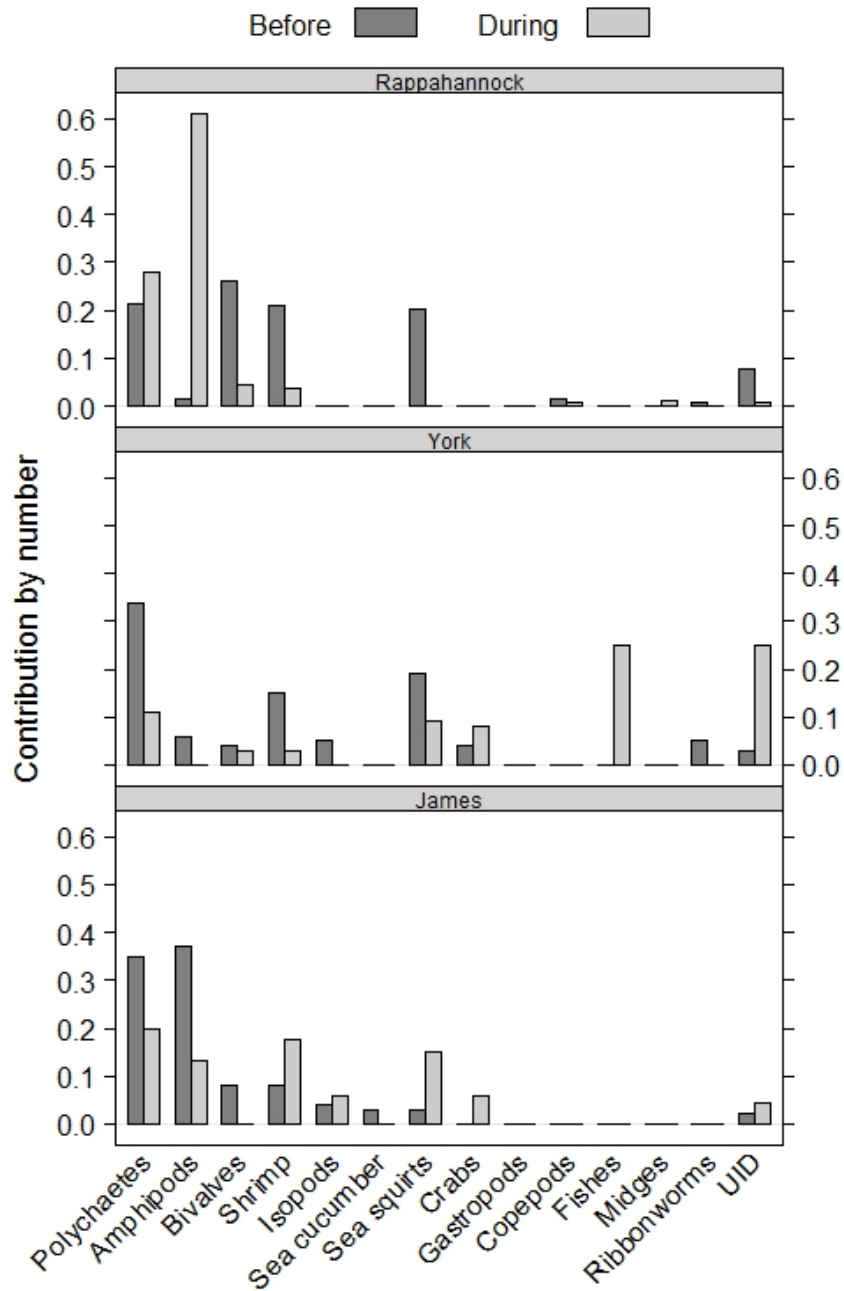 Before During
Rappahannock
0.6
0.5
0.4
0.3
0.2
0.1
0.0
York
0.6
0.5
0.4
0.3
0.2
0.1
0.0
James
0.6
0.5
0.4
0.3
0.2
0.1
0.0
Contribution by number
Polychaetes
Amphipods
Bivalves
Shrimp
Isopods
Sea cucumber
Sea squirts
Crabs
Gastropods
Copepods
Fishes
Midges
Ribbonworms
UID